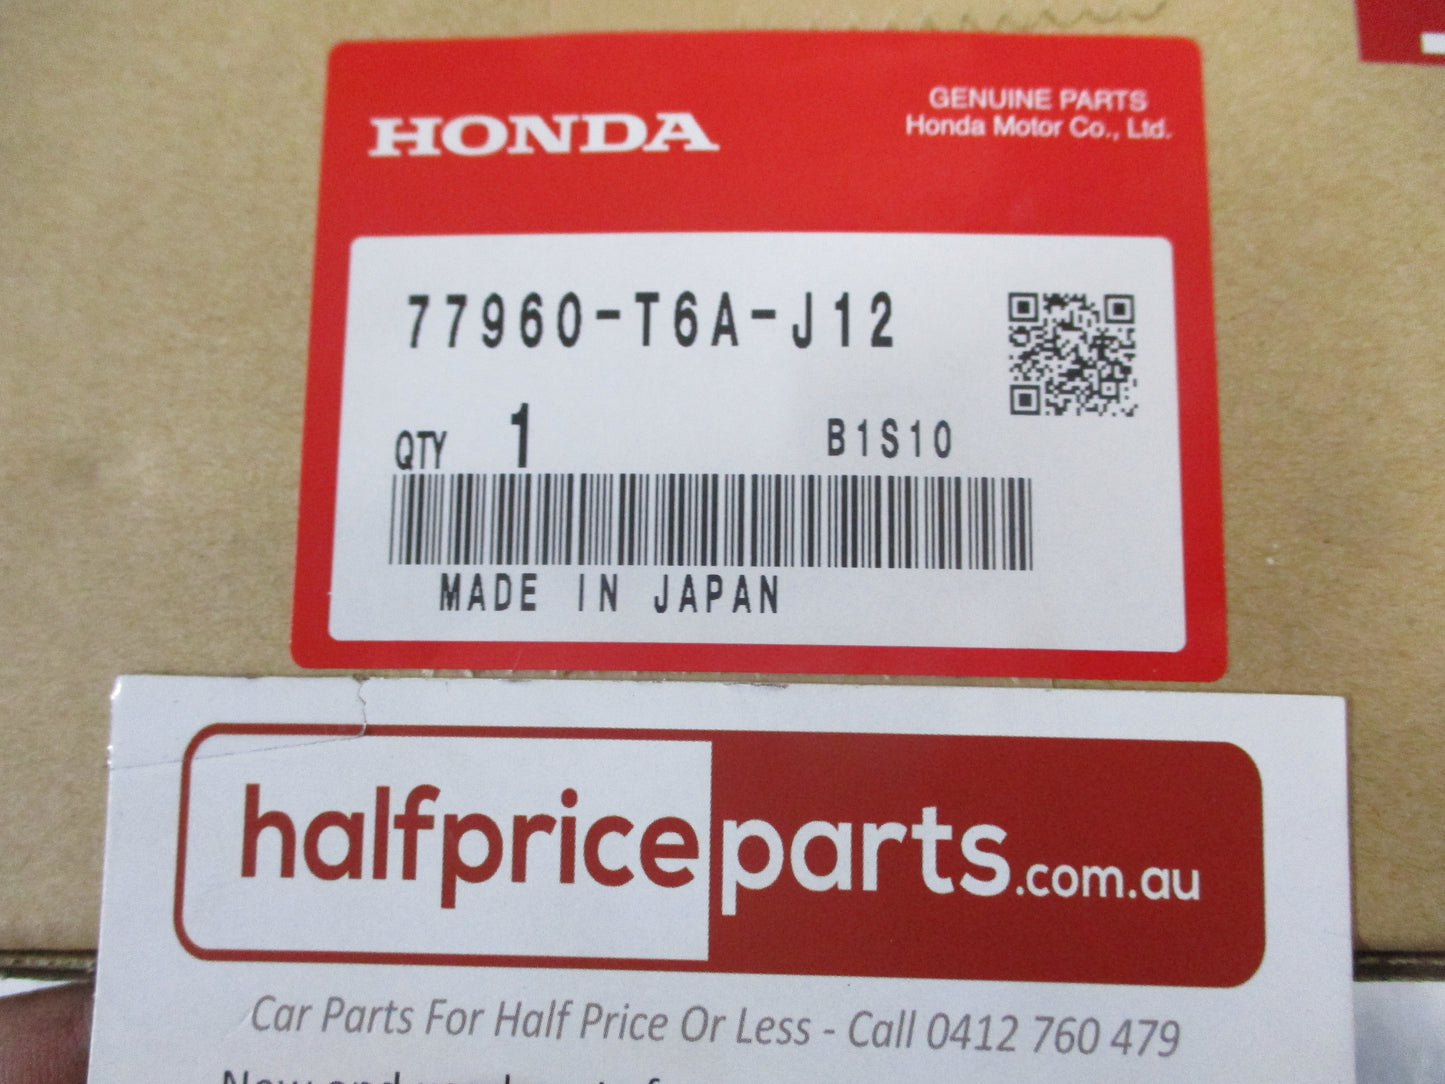 HONDA
GENUINE PARTS
Honda Motor Co., Ltd.
77960-T6A-J12
QTY 1 B1S10
MADE IN JAPAN
halfpriceparts.com.au
Car Parts For Half Price Or Less - Call 0412 760 479